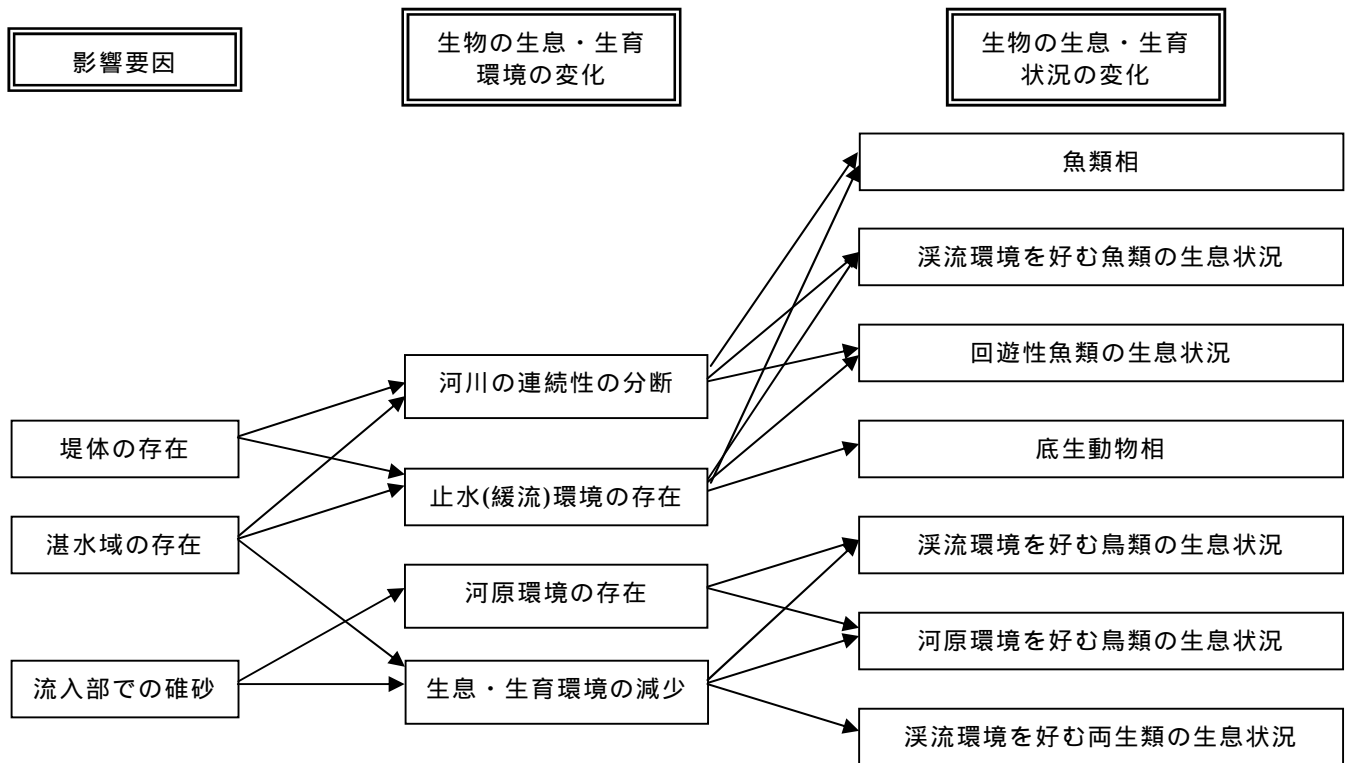 影響要因
生物の生息・生育
環境の変化
生物の生息・生育
状況の変化
魚類相
渓流環境を好む魚類の生息状況
回遊性魚類の生息状況
河川の連続性の分断
堤体の存在
底生動物相
止水(緩流)環境の存在
湛水域の存在
渓流環境を好む鳥類の生息状況
河原環境の存在
河原環境を好む鳥類の生息状況
流入部での碓砂
生息・生育環境の減少
渓流環境を好む両生類の生息状況